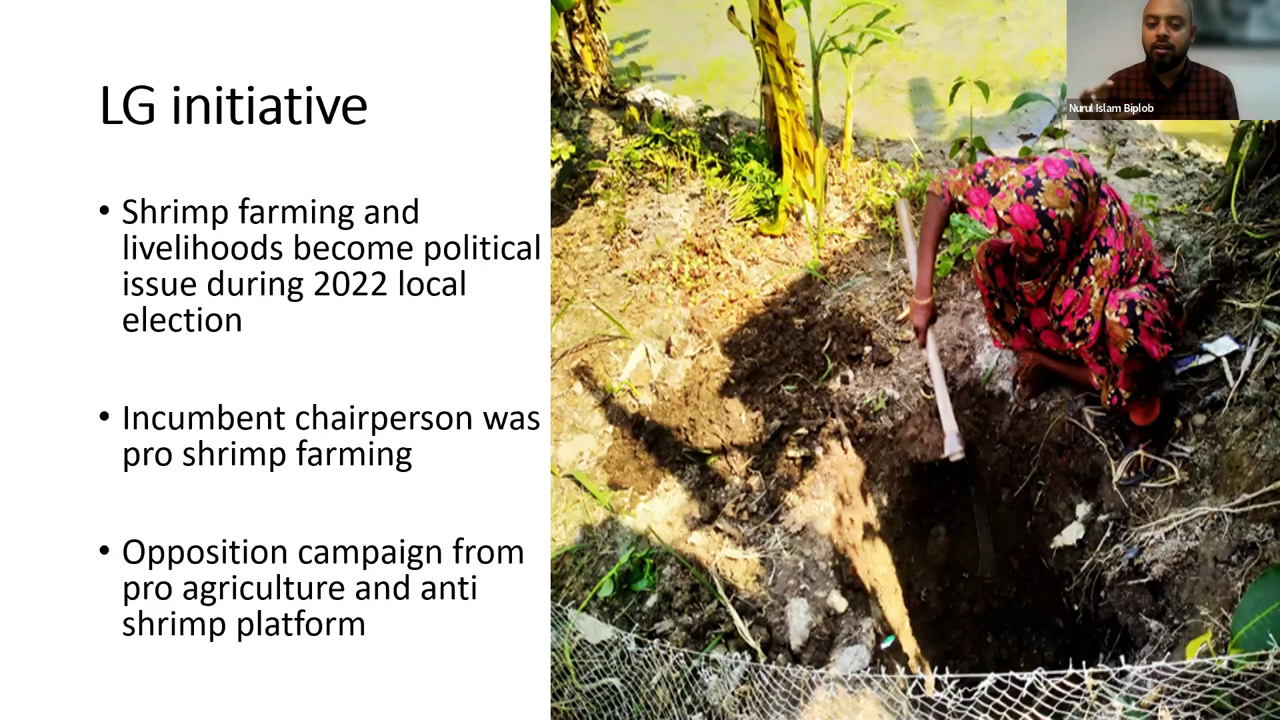 LG initiative
• Shrimp farming and
livelihoods become political
issue during 2022 local
election
• Incumbent chairperson was
pro shrimp farming
• Opposition campaign from
pro agriculture and anti
shrimp platform
Nurul Islam Biplob